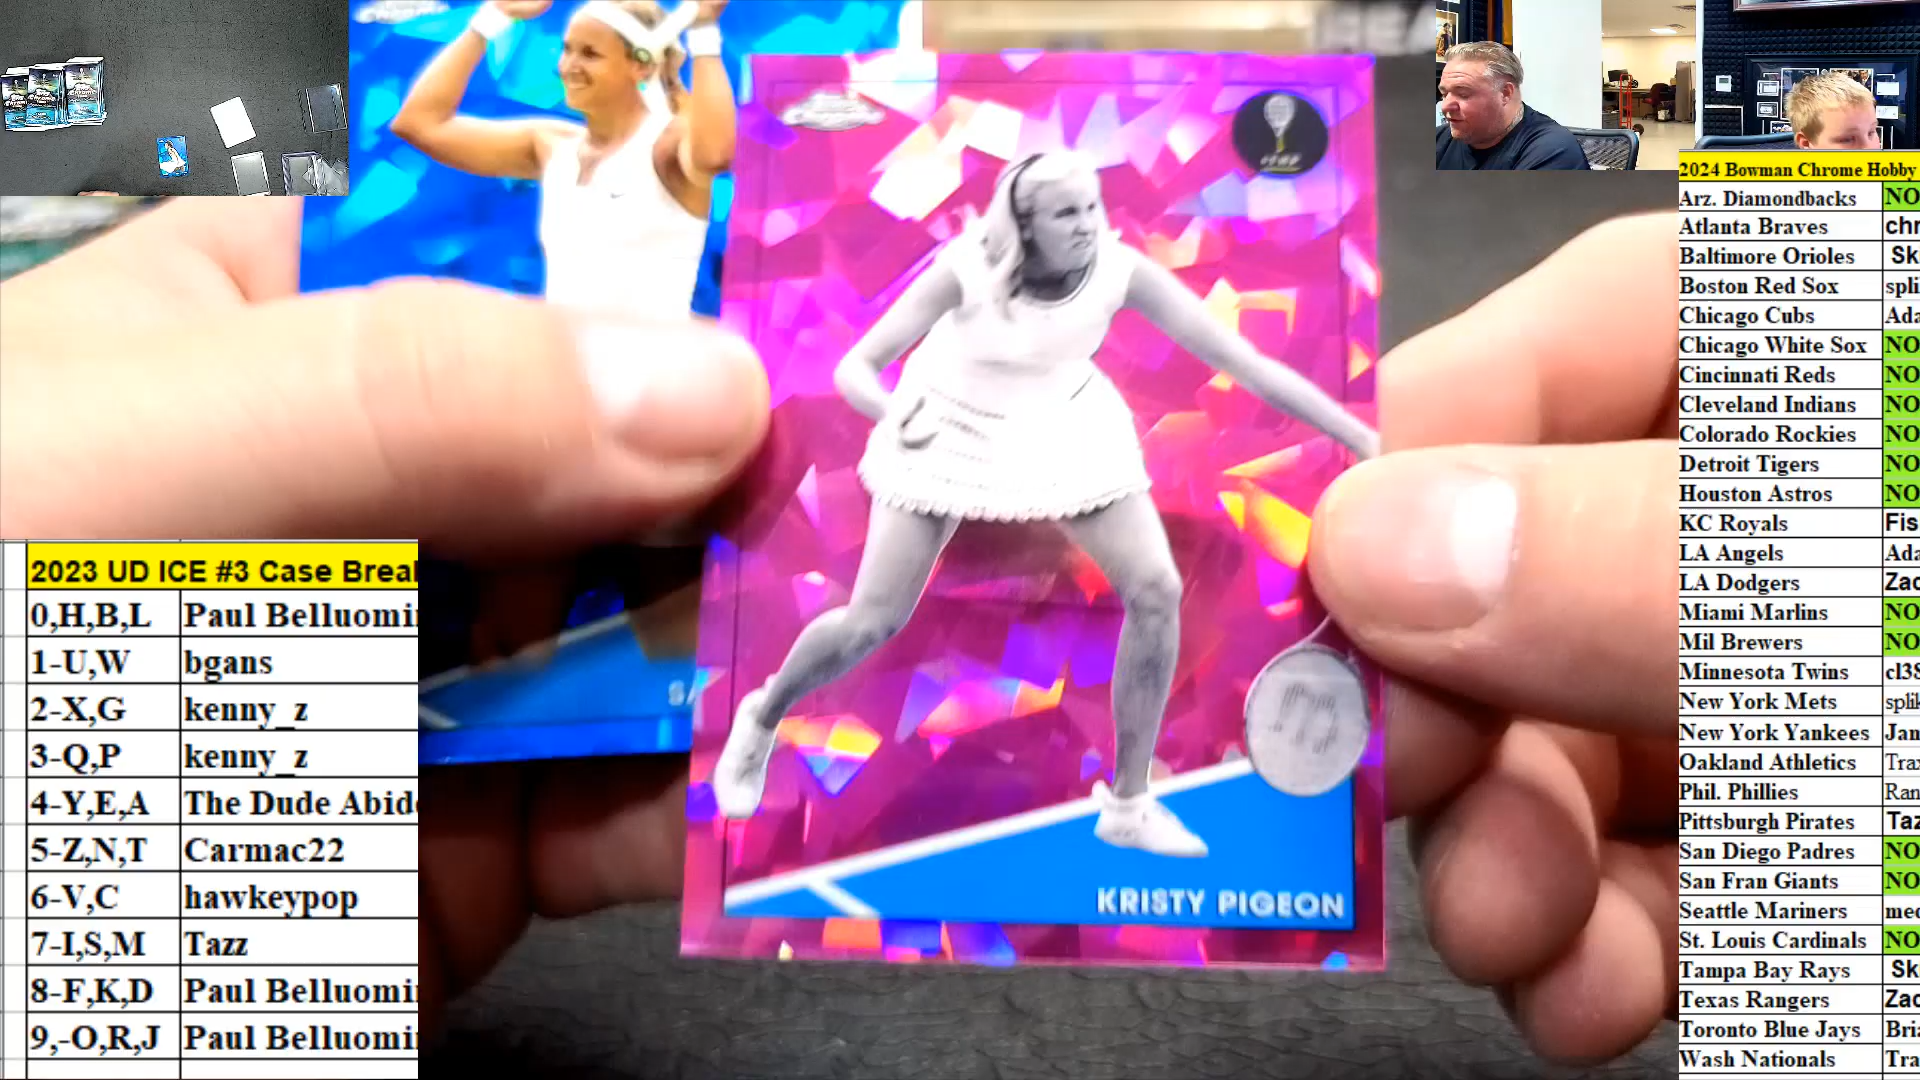 KRISTY PIGEON
SA
2023 UD ICE #3 Case Break
0,H,B,L Paul Belluomi
1-U,W bgans
2-X,G kenny_z
3-Q,P kenny_z
4-Y,E,A The Dude Abid
5-Z,N,T Carmac22
6-V,C hawkeypop
7-I,S,M Tazz
8-F,K,D Paul Belluomi
9,-O,R,J Paul Belluomi
2024 Bowman Chrome Hobby
Arz. Diamondbacks NO
Atlanta Braves chr
Baltimore Orioles Sk
Boston Red Sox spli
Chicago Cubs Ada
Chicago White Sox NO
Cincinnati Reds NO
Cleveland Indians NO
Colorado Rockies NO
Detroit Tigers NO
Houston Astros NO
KC Royals Fis
LA Angels Ada
LA Dodgers Zac
Miami Marlins NO
Mil Brewers NO
Minnesota Twins cl38
New York Mets splik
New York Yankees Jan
Oakland Athletics Trax
Phil. Phillies Ran
Pittsburgh Pirates Taz
San Diego Padres NO
San Fran Giants NO
Seattle Mariners med
St. Louis Cardinals NO
Tampa Bay Rays Sk
Texas Rangers Zac
Toronto Blue Jays Bria
Wash Nationals Tra